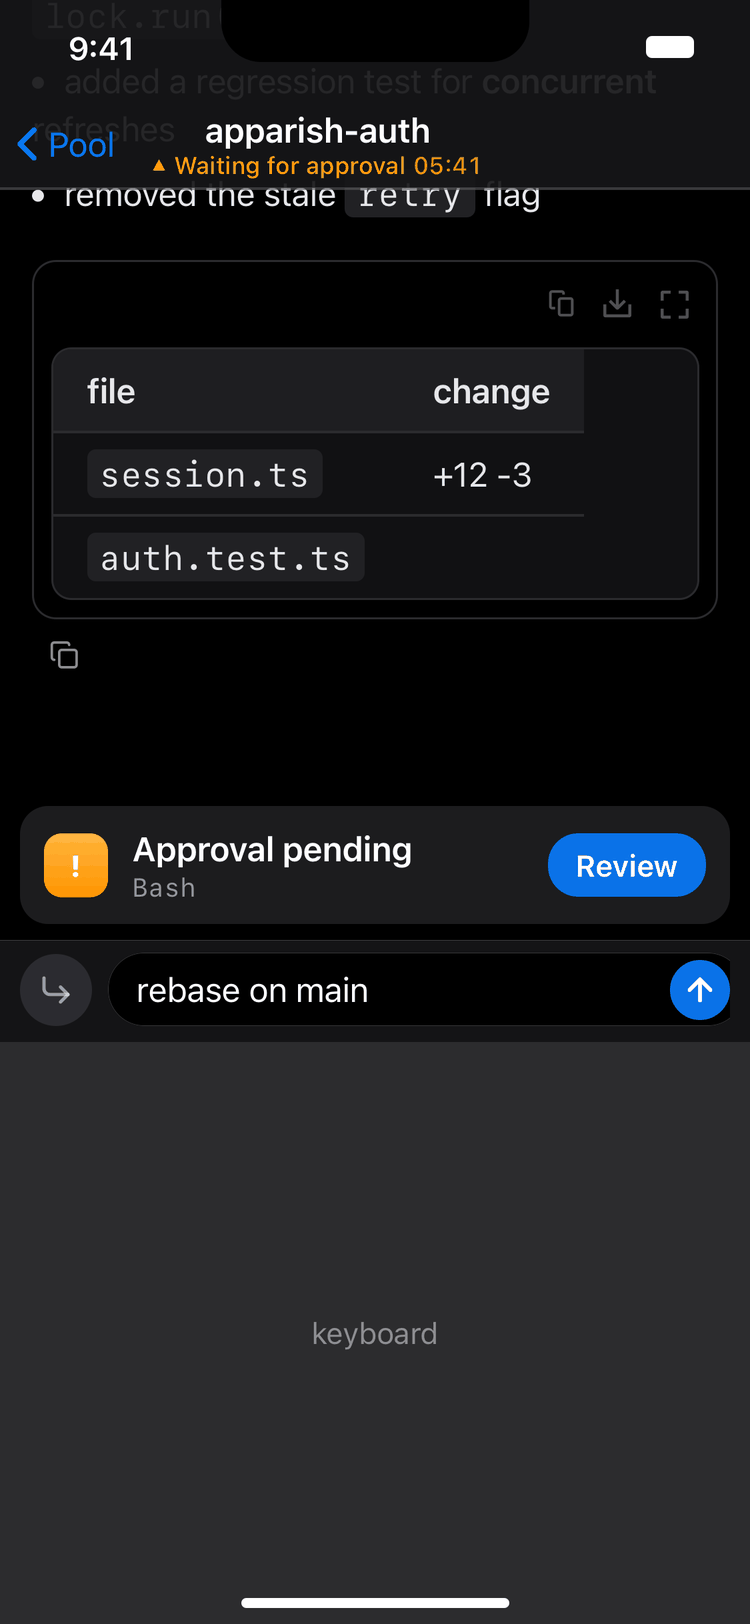 lock.run
9:41
• added a regression test for concurrent
refreshes
Pool
apparish-auth
▲ Waiting for approval 05:41
• removed the stale retry flag
file change
session.ts +12 -3
auth.test.ts
!
Approval pending
Bash
Review
rebase on main
keyboard